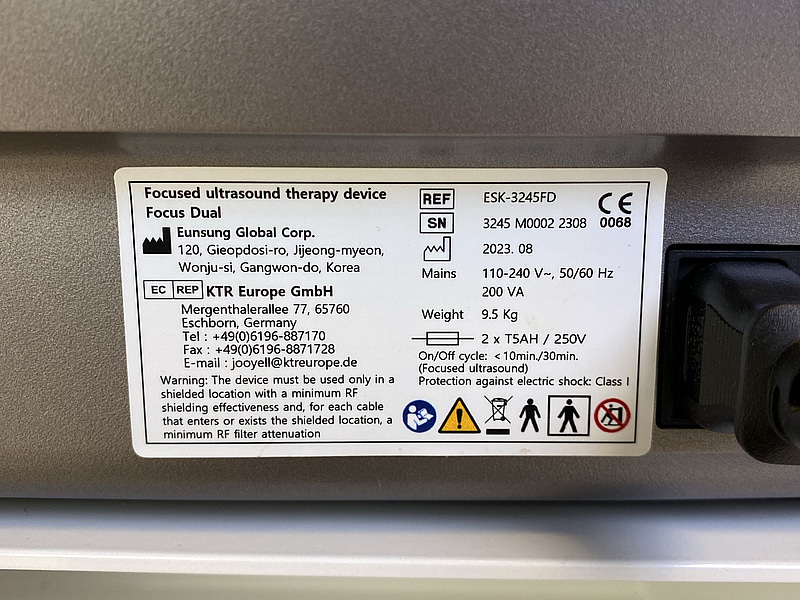 Focused ultrasound therapy device
Focus Dual
Eunsung Global Corp.
120, Gieopdosi-ro, Jijeong-myeon,
Wonju-si, Gangwon-do, Korea
EC REP KTR Europe GmbH
Mergenthalerallee 77, 65760
Eschborn, Germany
Tel : +49(0)6196-887170
Fax : +49(0)6196-8871728
E-mail : jooyell@ktreurope.de
Warning: The device must be used only in a
shielded location with a minimum RF
shielding effectiveness and, for each cable
that enters or exists the shielded location, a
minimum RF filter attenuation
REF ESK-3245FD
SN 3245 M0002 2308
2023. 08
Mains 110-240 V~, 50/60 Hz
200 VA
Weight 9.5 Kg
2 x T5AH / 250V
On/Off cycle: < 10min./30min.
(Focused ultrasound)
Protection against electric shock: Class I
CE
0068